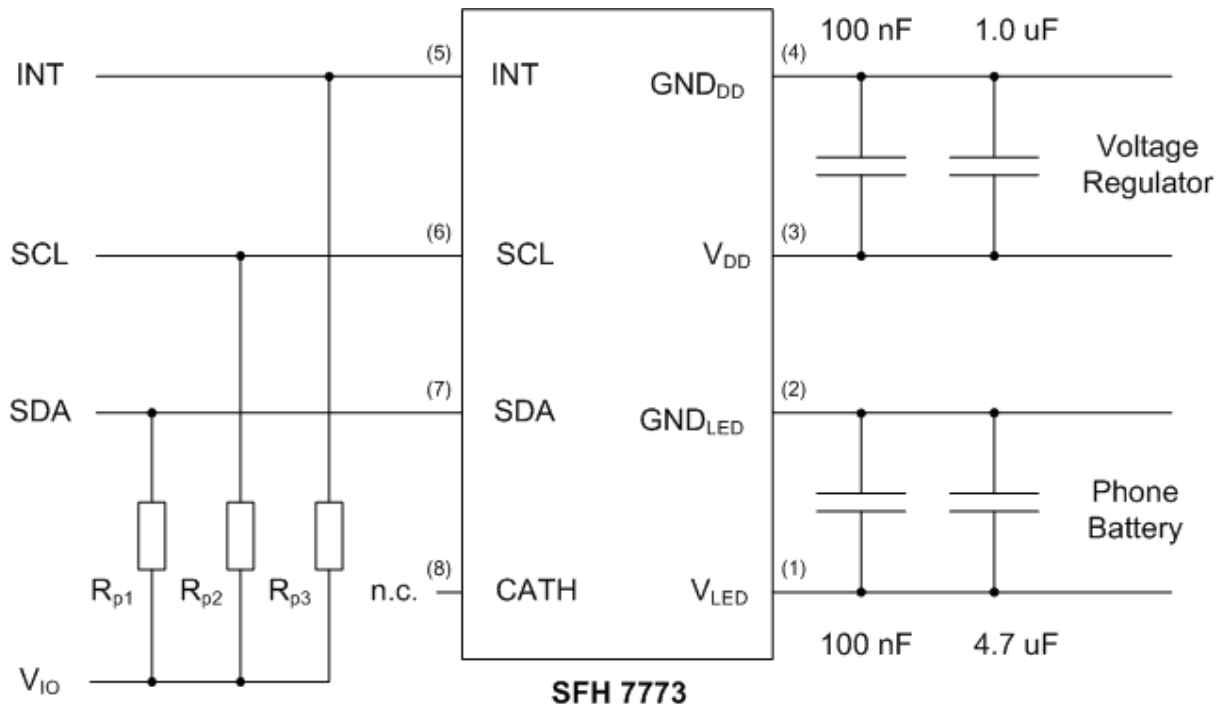 100 nF 1.0 uF
INT (5) INT GND_DD (4)
Voltage
Regulator
SCL (6) SCL V_DD (3)
SDA (7) SDA GND_LED (2)
Phone
Battery
R_p1 R_p2 R_p3 n.c. (8) CATH V_LED (1)
100 nF 4.7 uF
V_IO
SFH 7773